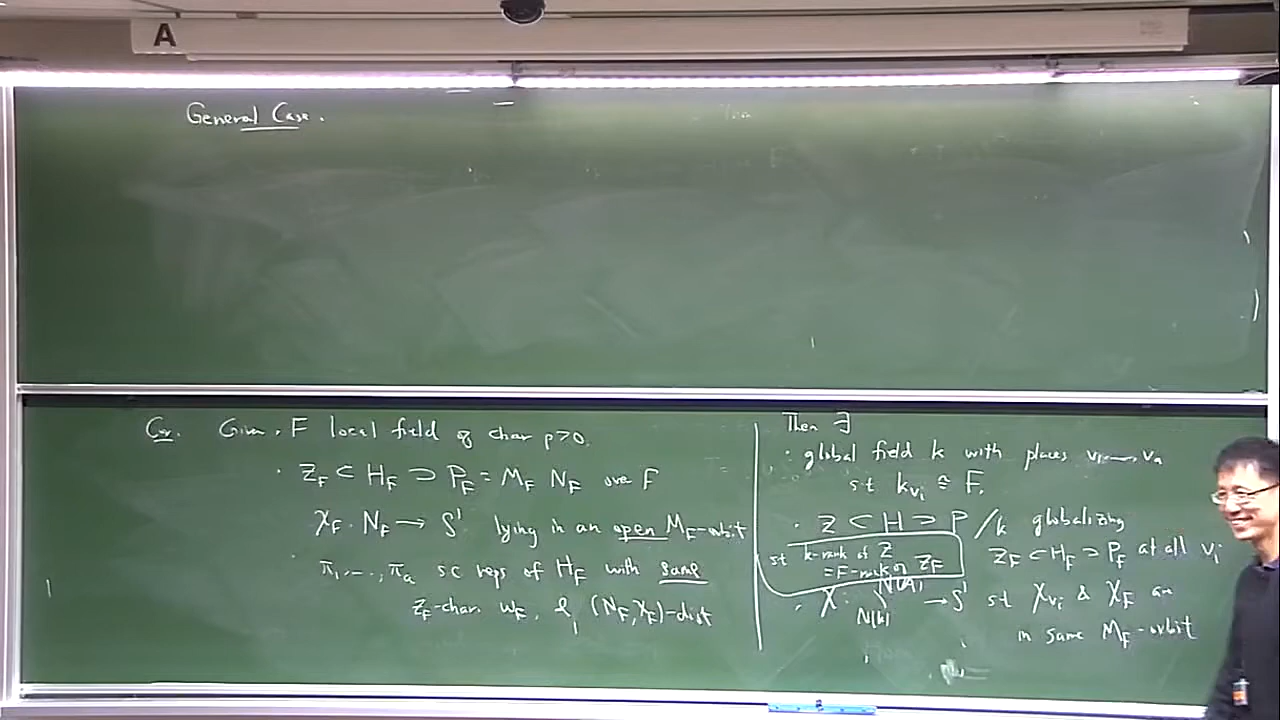 A
General Case.
Cor. Given, F local field of char p>0.
· Z_F ⊂ H_F ⊃ P_F = M_F N_F over F
χ_F : N_F → S¹ lying in an open M_F-orbit
· π₁, ..., π_a sc reps of H_F with same
Z_F-char. ω_F, & (N_F, χ_F)-dist
Then ∃
· global field k with places v₁ ... v_a
st k_{v_i} ≅ F.
· Z ⊂ H ⊃ P /k globalizing
Z_F ⊂ H_F ⊃ P_F at all v_i
st k-rank of Z
= F-rank of Z_F
· χ : N(k)\N(A) → S¹ st χ_{v_i} & χ_F are
in same M_F-orbit